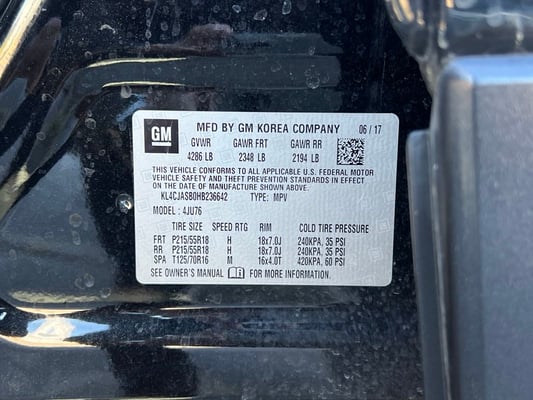 GM MFD BY GM KOREA COMPANY 06 / 17
GVWR GAWR FRT GAWR RR
4286 LB 2348 LB 2194 LB
THIS VEHICLE CONFORMS TO ALL APPLICABLE U.S. FEDERAL MOTOR
VEHICLE SAFETY AND THEFT PREVENTION STANDARDS IN EFFECT
ON THE DATE OF MANUFACTURE SHOWN ABOVE.
KL4CJASB0HB236642 TYPE: MPV
MODEL : 4JU76
TIRE SIZE SPEED RTG RIM COLD TIRE PRESSURE
FRT P215/55R18 H 18x7.0J 240KPA, 35 PSI
RR P215/55R18 H 18x7.0J 240KPA, 35 PSI
SPA T125/70R16 M 16x4.0T 420KPA, 60 PSI
SEE OWNER'S MANUAL FOR MORE INFORMATION.